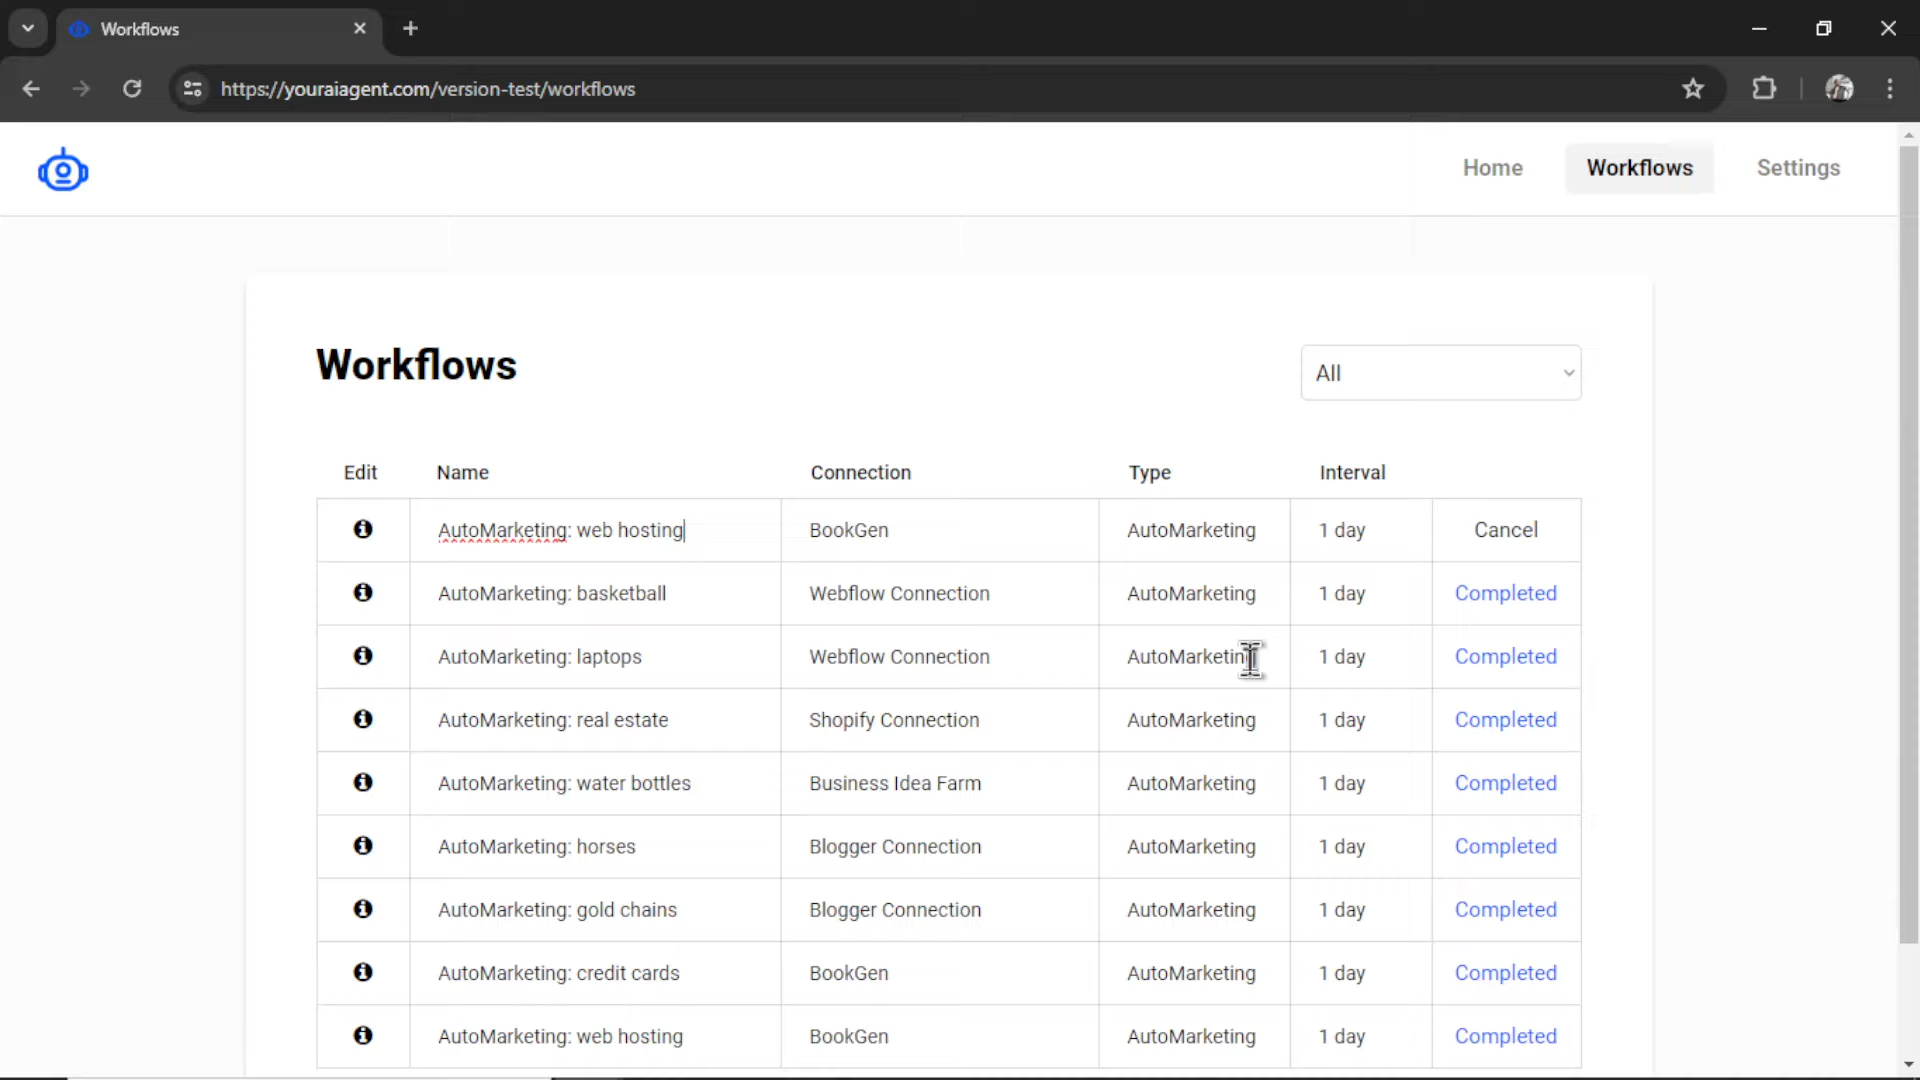 Workflows
https://youraiagent.com/version-test/workflows
Home Workflows Settings
Workflows
All
Edit Name Connection Type Interval
AutoMarketing: web hosting BookGen AutoMarketing 1 day Cancel
AutoMarketing: basketball Webflow Connection AutoMarketing 1 day Completed
AutoMarketing: laptops Webflow Connection AutoMarketing 1 day Completed
AutoMarketing: real estate Shopify Connection AutoMarketing 1 day Completed
AutoMarketing: water bottles Business Idea Farm AutoMarketing 1 day Completed
AutoMarketing: horses Blogger Connection AutoMarketing 1 day Completed
AutoMarketing: gold chains Blogger Connection AutoMarketing 1 day Completed
AutoMarketing: credit cards BookGen AutoMarketing 1 day Completed
AutoMarketing: web hosting BookGen AutoMarketing 1 day Completed